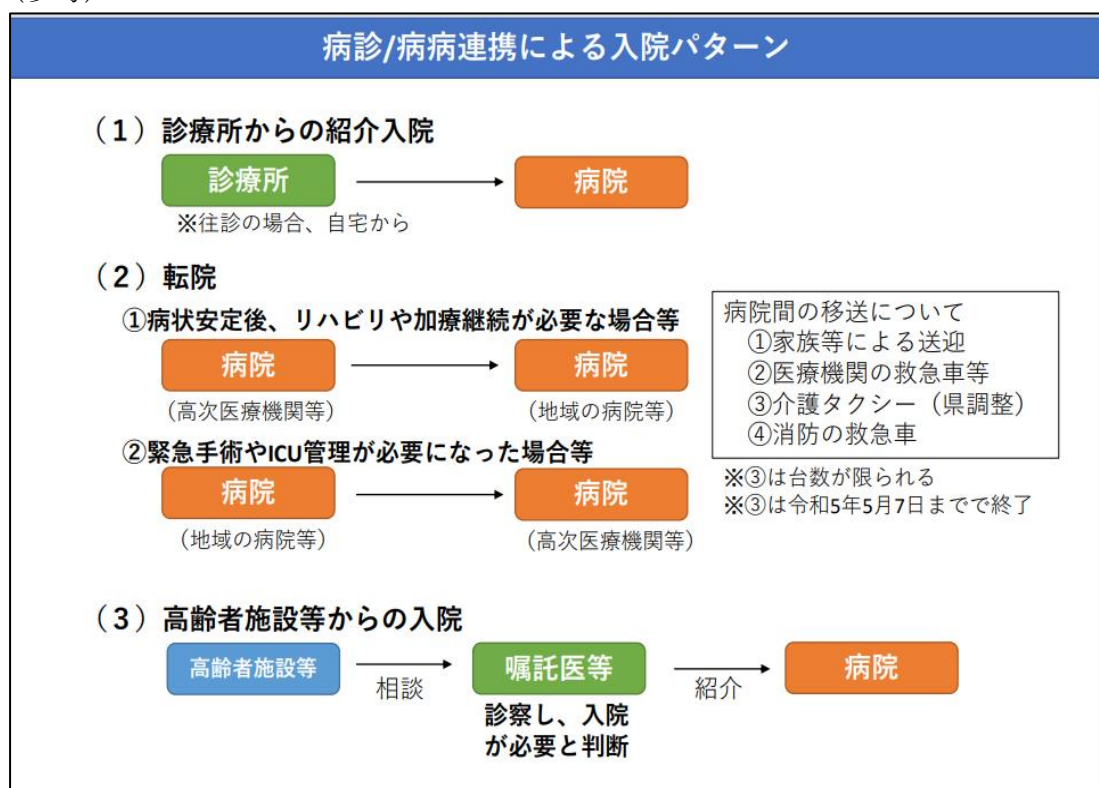 病診/病病連携による入院パターン
（１）診療所からの紹介入院
診療所
病院
※往診の場合、自宅から
（２）転院
①病状安定後、リハビリや加療継続が必要な場合等
病院
病院
（高次医療機関等）
（地域の病院等）
②緊急手術やICU管理が必要になった場合等
病院
病院
（地域の病院等）
（高次医療機関等）
病院間の移送について
①家族等による送迎
②医療機関の救急車等
③介護タクシー（県調整）
④消防の救急車
※③は台数が限られる
※③は令和5年5月7日までで終了
（３）高齢者施設等からの入院
高齢者施設等
相談
嘱託医等
紹介
病院
診察し、入院
が必要と判断